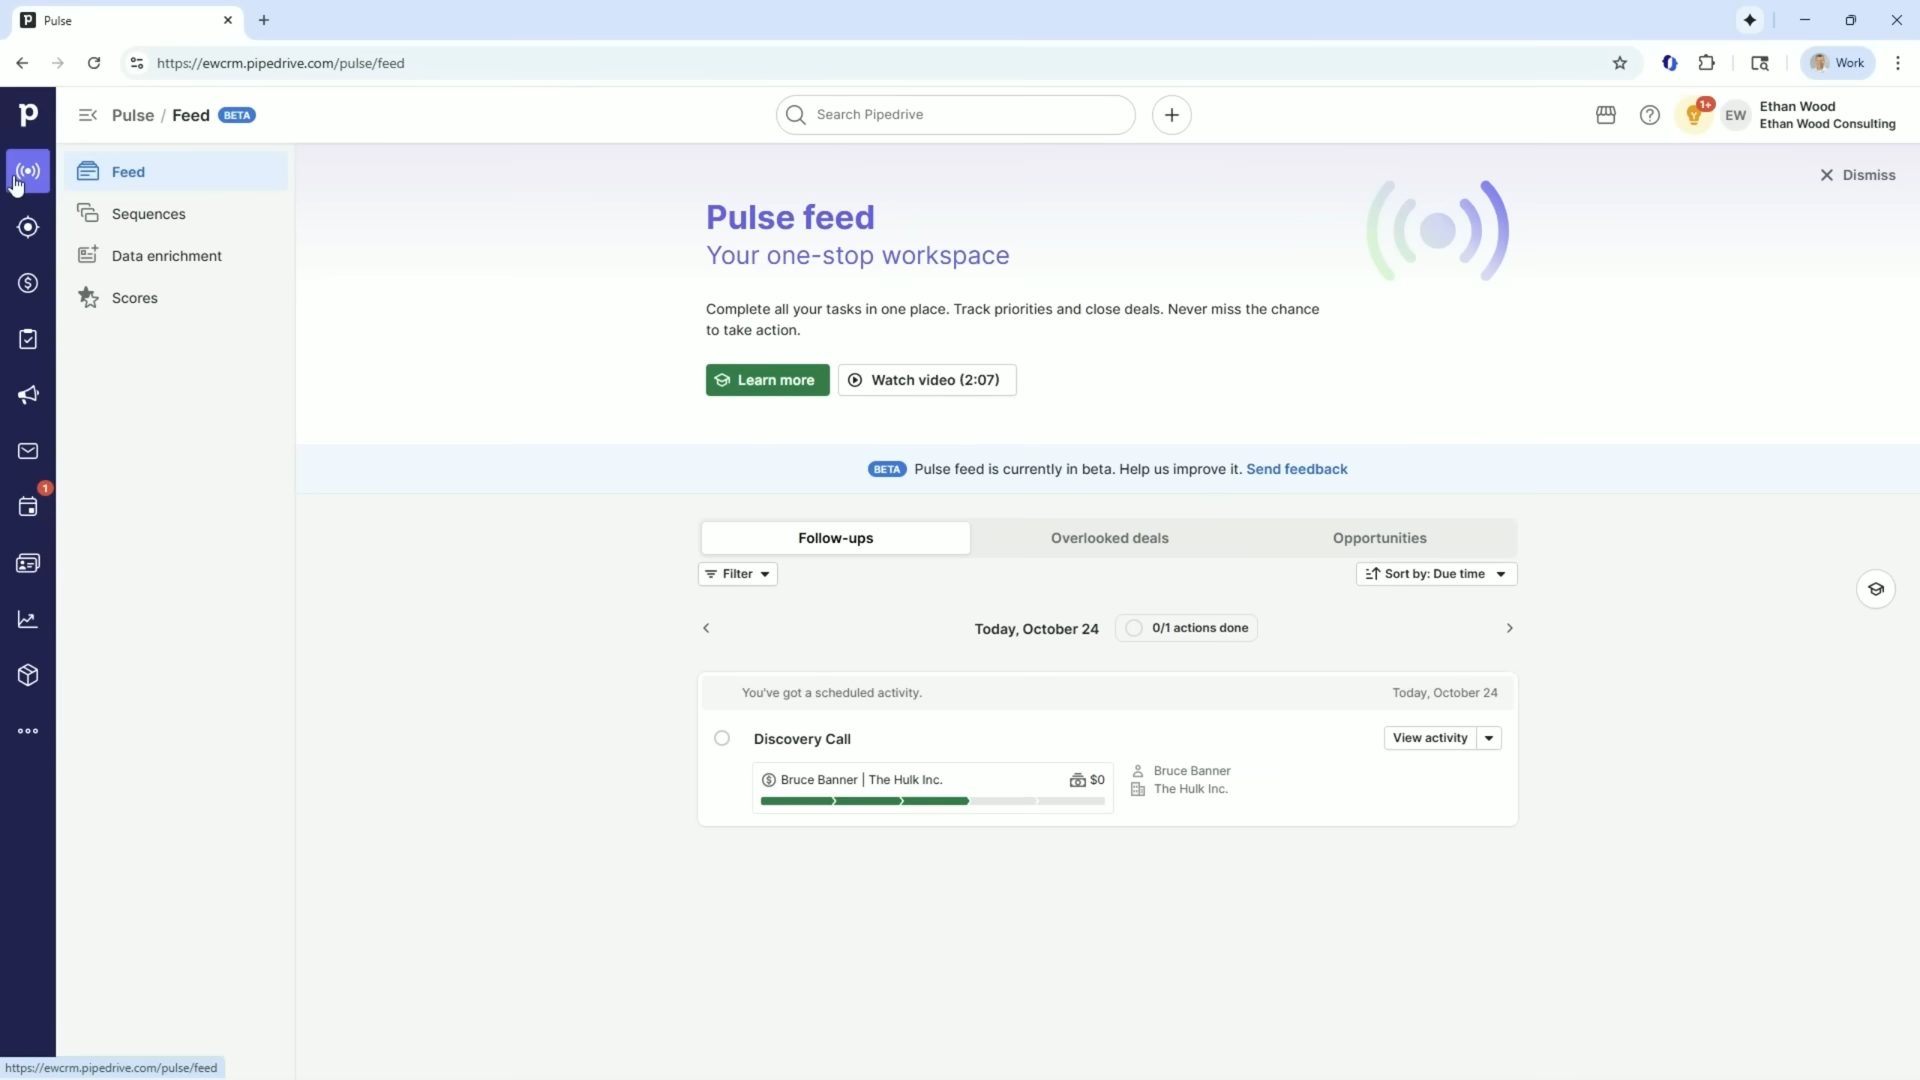 Pulse
https://ewcrm.pipedrive.com/pulse/feed
Work
Pulse / Feed BETA
Search Pipedrive
1+
EW
Ethan Wood
Ethan Wood Consulting
Feed
Sequences
Data enrichment
Scores
1
Dismiss
Pulse feed
Your one-stop workspace
Complete all your tasks in one place. Track priorities and close deals. Never miss the chance
to take action.
Learn more
Watch video (2:07)
BETA Pulse feed is currently in beta. Help us improve it. Send feedback
Follow-ups
Overlooked deals
Opportunities
Filter
Sort by: Due time
Today, October 24
0/1 actions done
You've got a scheduled activity.
Today, October 24
Discovery Call
View activity
Bruce Banner | The Hulk Inc.
$0
Bruce Banner
The Hulk Inc.
https://ewcrm.pipedrive.com/pulse/feed